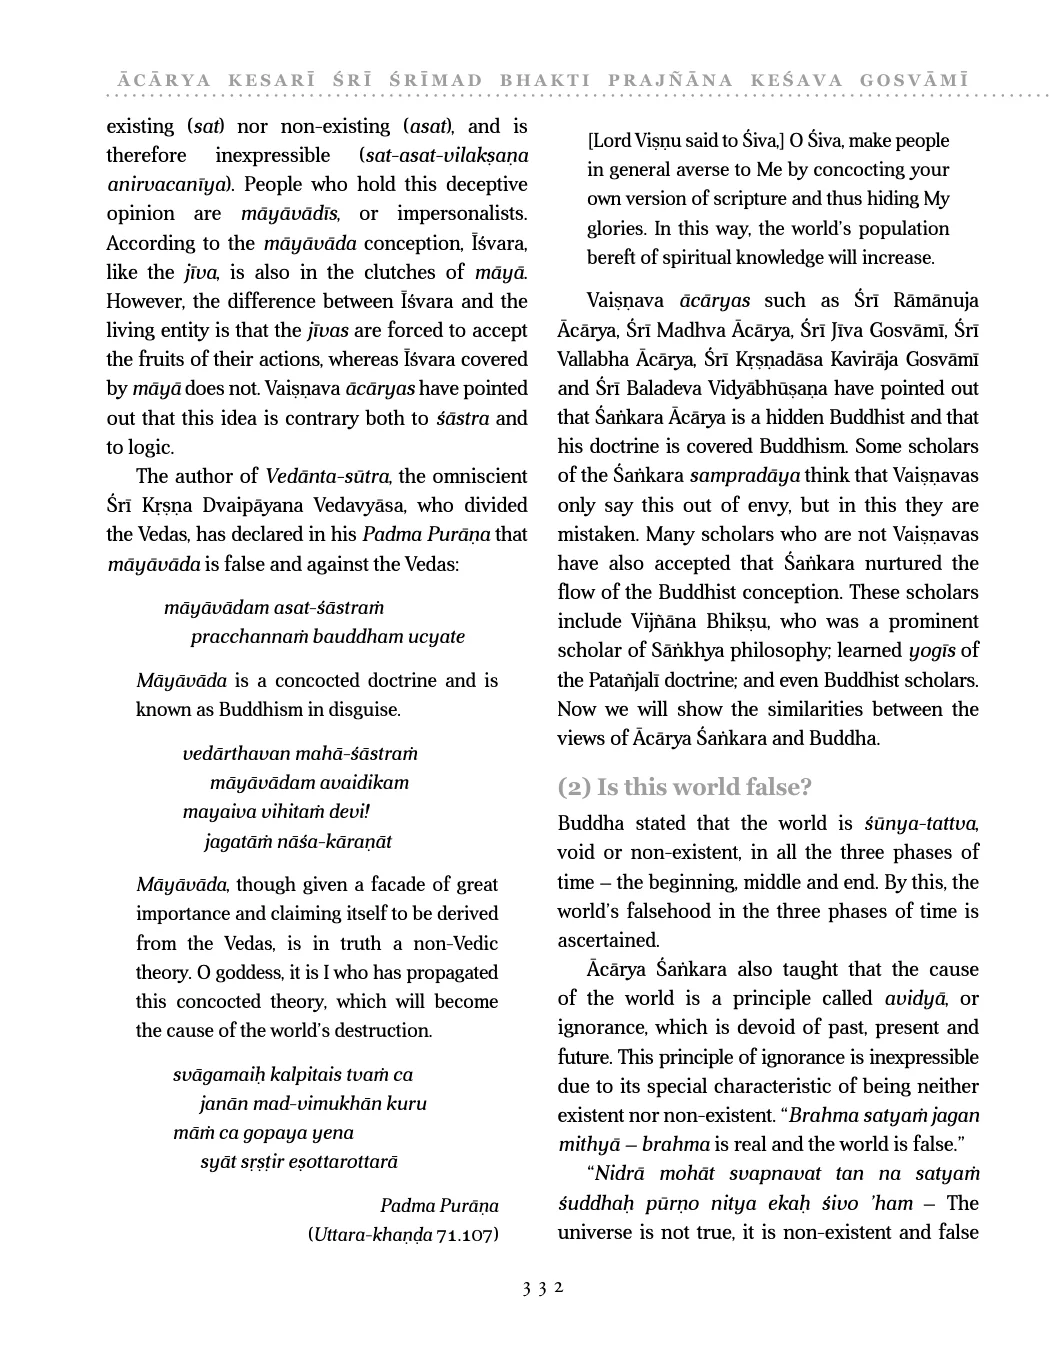 ĀCĀRYA KESARĪ ŚRĪ ŚRĪMAD BHAKTI PRAJÑĀNA KEŚAVA GOSVĀMĪ
existing (sat) nor non-existing (asat), and is
therefore inexpressible (sat-asat-vilakṣaṇa
anirvacanīya). People who hold this deceptive
opinion are māyāvādīs, or impersonalists.
According to the māyāvāda conception, Īśvara,
like the jīva, is also in the clutches of māyā.
However, the difference between Īśvara and the
living entity is that the jīvas are forced to accept
the fruits of their actions, whereas Īśvara covered
by māyā does not. Vaiṣṇava ācāryas have pointed
out that this idea is contrary both to śāstra and
to logic.
The author of Vedānta-sūtra, the omniscient
Śrī Kṛṣṇa Dvaipāyana Vedavyāsa, who divided
the Vedas, has declared in his Padma Purāṇa that
māyāvāda is false and against the Vedas:
māyāvādam asat-śāstraṁ
pracchannaṁ bauddham ucyate
Māyāvāda is a concocted doctrine and is
known as Buddhism in disguise.
vedārthavan mahā-śāstraṁ
māyāvādam avaidikam
mayaiva vihitaṁ devi!
jagatāṁ nāśa-kāraṇāt
Māyāvāda, though given a facade of great
importance and claiming itself to be derived
from the Vedas, is in truth a non-Vedic
theory. O goddess, it is I who has propagated
this concocted theory, which will become
the cause of the world's destruction.
svāgamaiḥ kalpitais tvaṁ ca
janān mad-vimukhān kuru
māṁ ca gopaya yena
syāt sṛṣṭir eṣottarottarā
Padma Purāṇa
(Uttara-khaṇḍa 71.107)
[Lord Viṣṇu said to Śiva,] O Śiva, make people
in general averse to Me by concocting your
own version of scripture and thus hiding My
glories. In this way, the world's population
bereft of spiritual knowledge will increase.
Vaiṣṇava ācāryas such as Śrī Rāmānuja
Ācārya, Śrī Madhva Ācārya, Śrī Jīva Gosvāmī, Śrī
Vallabha Ācārya, Śrī Kṛṣṇadāsa Kavirāja Gosvāmī
and Śrī Baladeva Vidyābhūṣaṇa have pointed out
that Śaṅkara Ācārya is a hidden Buddhist and that
his doctrine is covered Buddhism. Some scholars
of the Śaṅkara sampradāya think that Vaiṣṇavas
only say this out of envy, but in this they are
mistaken. Many scholars who are not Vaiṣṇavas
have also accepted that Śaṅkara nurtured the
flow of the Buddhist conception. These scholars
include Vijñāna Bhikṣu, who was a prominent
scholar of Sāṅkhya philosophy; learned yogīs of
the Patañjalī doctrine; and even Buddhist scholars.
Now we will show the similarities between the
views of Ācārya Śaṅkara and Buddha.
(2) Is this world false?
Buddha stated that the world is śūnya-tattva,
void or non-existent, in all the three phases of
time – the beginning, middle and end. By this, the
world's falsehood in the three phases of time is
ascertained.
Ācārya Śaṅkara also taught that the cause
of the world is a principle called avidyā, or
ignorance, which is devoid of past, present and
future. This principle of ignorance is inexpressible
due to its special characteristic of being neither
existent nor non-existent. “Brahma satyaṁ jagan
mithyā – brahma is real and the world is false.”
“Nidrā mohāt svapnavat tan na satyaṁ
śuddhaḥ pūrṇo nitya ekaḥ śivo 'ham – The
universe is not true, it is non-existent and false
332